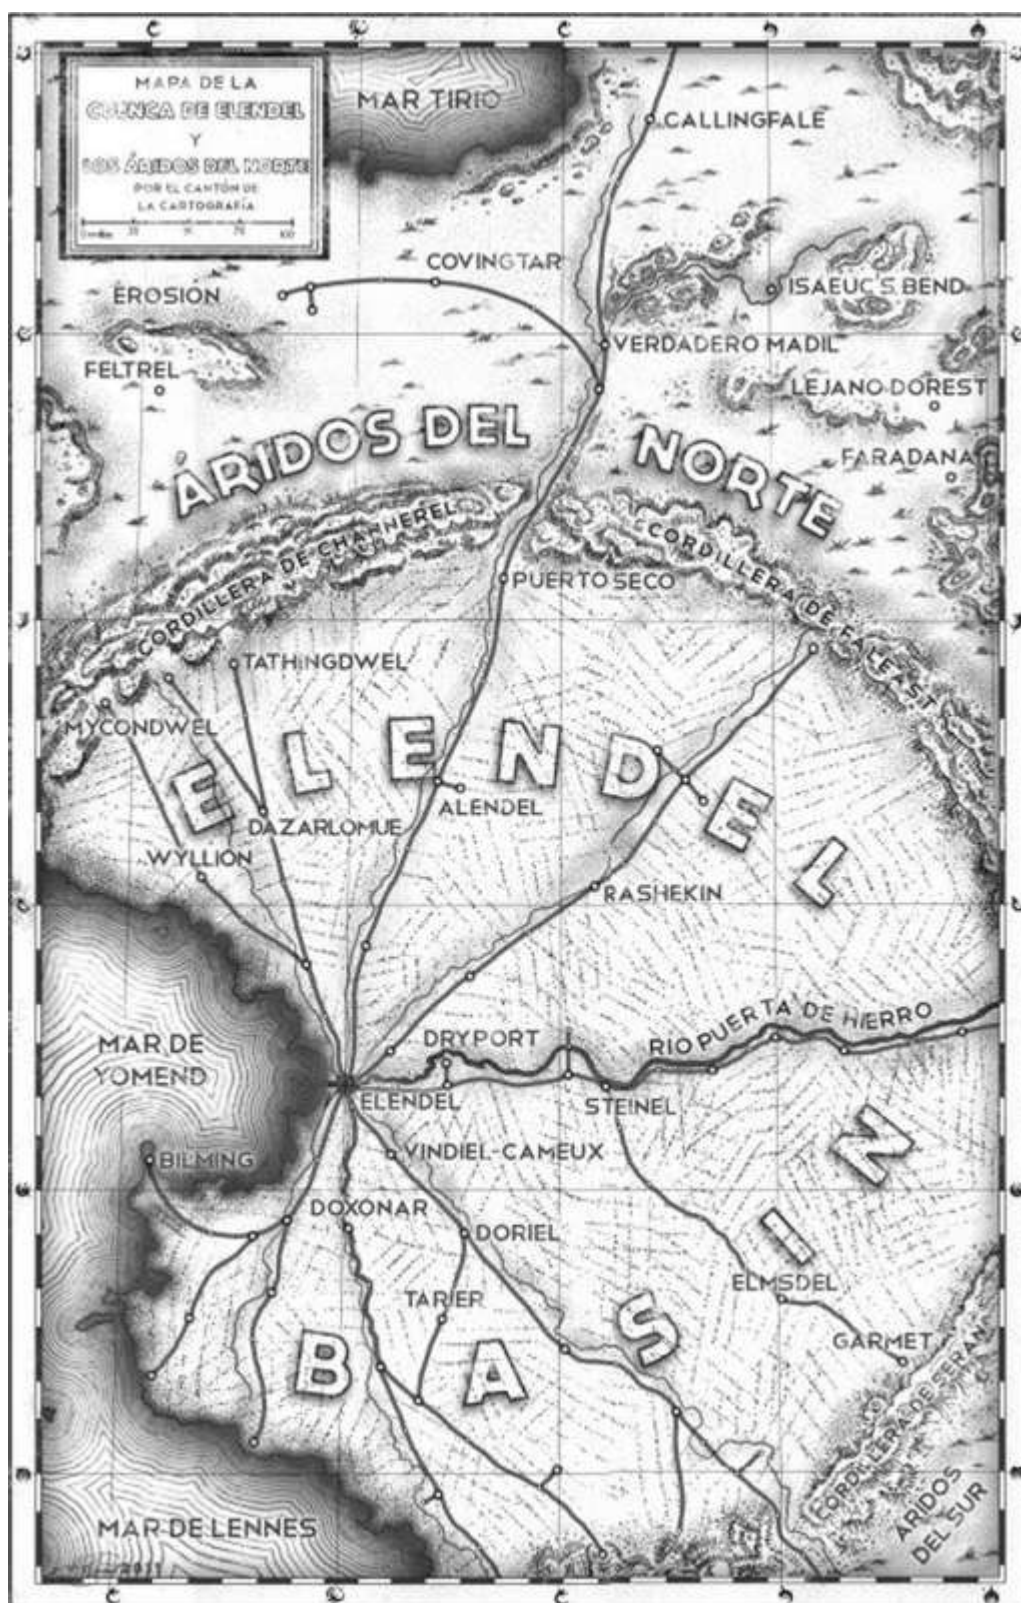 MAPA DE LA
CUENCA DE ELENDEL
Y
LOS ÁRIDOS DEL NORTE
POR EL CANTÓN DE
LA CARTOGRAFÍA
MAR TIRIO
CALLINGFALE
COVINGTAR
EROSIÓN
ISAEUC'S BEND
VERDADERO MADIL
FELTREL
LEJANO DOREST
ÁRIDOS DEL NORTE
FARADANA
CORDILLERA DE CHANNEREL
CORDILLERA DE FALEAST
PUERTO SECO
TATHINGDWEL
MYCONDWEL
ELENDEL
ALENDEL
DAZARLOMUE
WYLLION
RASHEKIN
RIO PUERTA DE HIERRO
DRYPORT
MAR DE
YOMEND
ELENDEL
STEINEL
VINDIEL-CAMEUX
BILMING
DOXONAR
DORIEL
ELMSDEL
TARIER
GARMET
BASIN
CORDILLERA DE SERAN
MAR DE LENNES
ÁRIDOS
DEL SUR